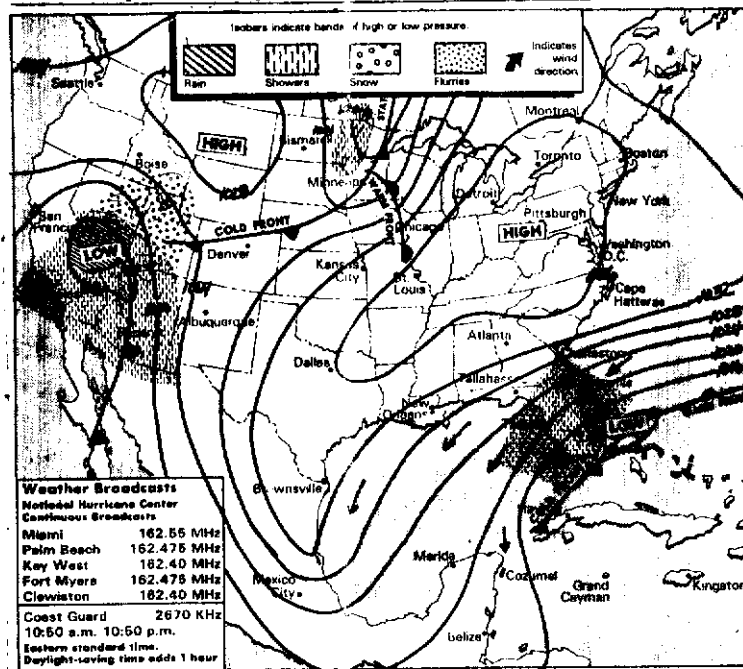 Isobars indicate bands of high or low pressure.
Rain
Showers
Snow
Flurries
Indicates
wind
direction
Seattle
Montreal
HIGH
Bismarck
Toronto
Boston
Boise
Detroit
New York
Pittsburgh
San
COLD FRONT
FRONT
Chicago
HIGH
Washington
D.C.
LOW
Denver
Kansas
City
St.
Louis
Cape
Hatteras
Albuquerque
Atlanta
Dallas
Charleston
New
Orleans
LOW
Brownsville
Weather Broadcasts
National Hurricane Center
Continuous Broadcasts
Miami 162.55 MHz
Palm Beach 162.475 MHz
Key West 162.40 MHz
Fort Myers 162.475 MHz
Clewiston 162.40 MHz
Coast Guard 2670 KHz
10:50 a.m. 10:50 p.m.
Eastern standard time.
Daylight-saving time adds 1 hour
Merida
Mexico
City
Cozumel
Grand
Cayman
Kingston
Belize